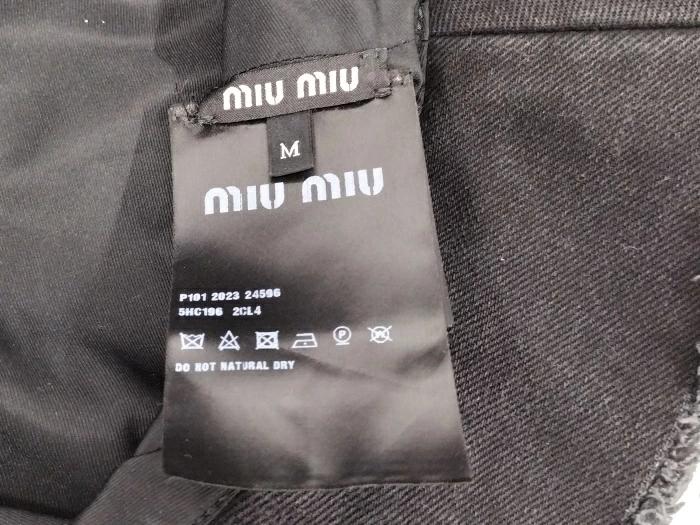 MIU MIU
M
MIU MIU
P101 2023 24596
5HC196 2CL4
P W
DO NOT NATURAL DRY